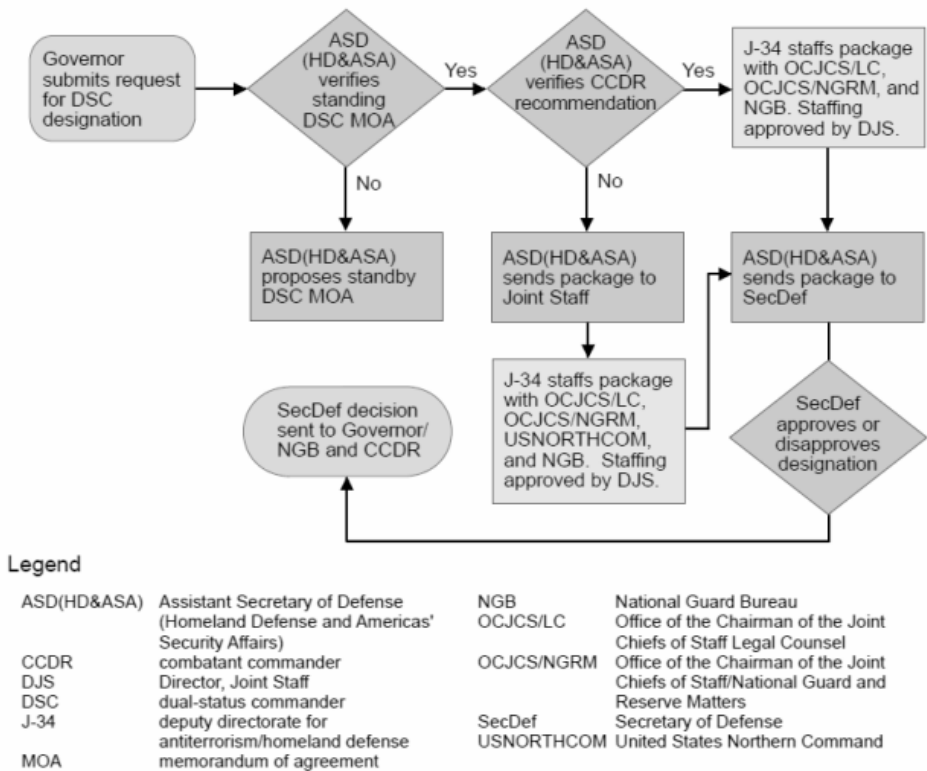 Governor
submits request
for DSC
designation
ASD
(HD&ASA)
verifies
standing
DSC MOA
Yes
ASD
(HD&ASA)
verifies CCDR
recommendation
Yes
J-34 staffs package
with OCJCS/LC,
OCJCS/NGRM, and
NGB. Staffing
approved by DJS.
No
No
ASD(HD&ASA)
proposes standby
DSC MOA
ASD(HD&ASA)
sends package to
Joint Staff
ASD(HD&ASA)
sends package to
SecDef
SecDef decision
sent to Governor/
NGB and CCDR
J-34 staffs package
with OCJCS/LC,
OCJCS/NGRM,
USNORTHCOM,
and NGB.  Staffing
approved by DJS.
SecDef
approves or
disapproves
designation
Legend
ASD(HD&ASA) Assistant Secretary of Defense
(Homeland Defense and Americas'
Security Affairs)
CCDR combatant commander
DJS Director, Joint Staff
DSC dual-status commander
J-34 deputy directorate for
antiterrorism/homeland defense
MOA memorandum of agreement
NGB National Guard Bureau
OCJCS/LC Office of the Chairman of the Joint
Chiefs of Staff Legal Counsel
OCJCS/NGRM Office of the Chairman of the Joint
Chiefs of Staff/National Guard and
Reserve Matters
SecDef Secretary of Defense
USNORTHCOM United States Northern Command